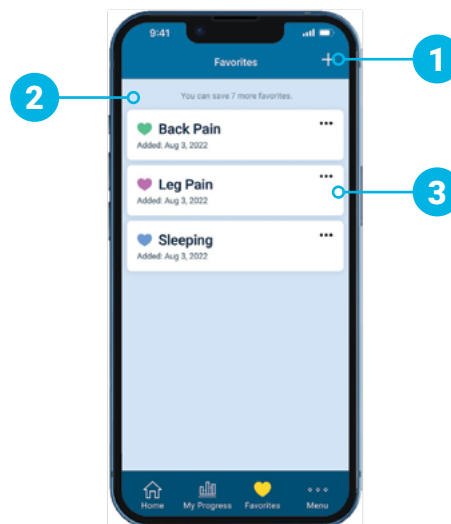 9:41
Favorites
+
1
2
You can save 7 more favorites.
Back Pain
Added: Aug 3, 2022
Leg Pain
Added: Aug 3, 2022
3
Sleeping
Added: Aug 3, 2022
Home My Progress Favorites Menu